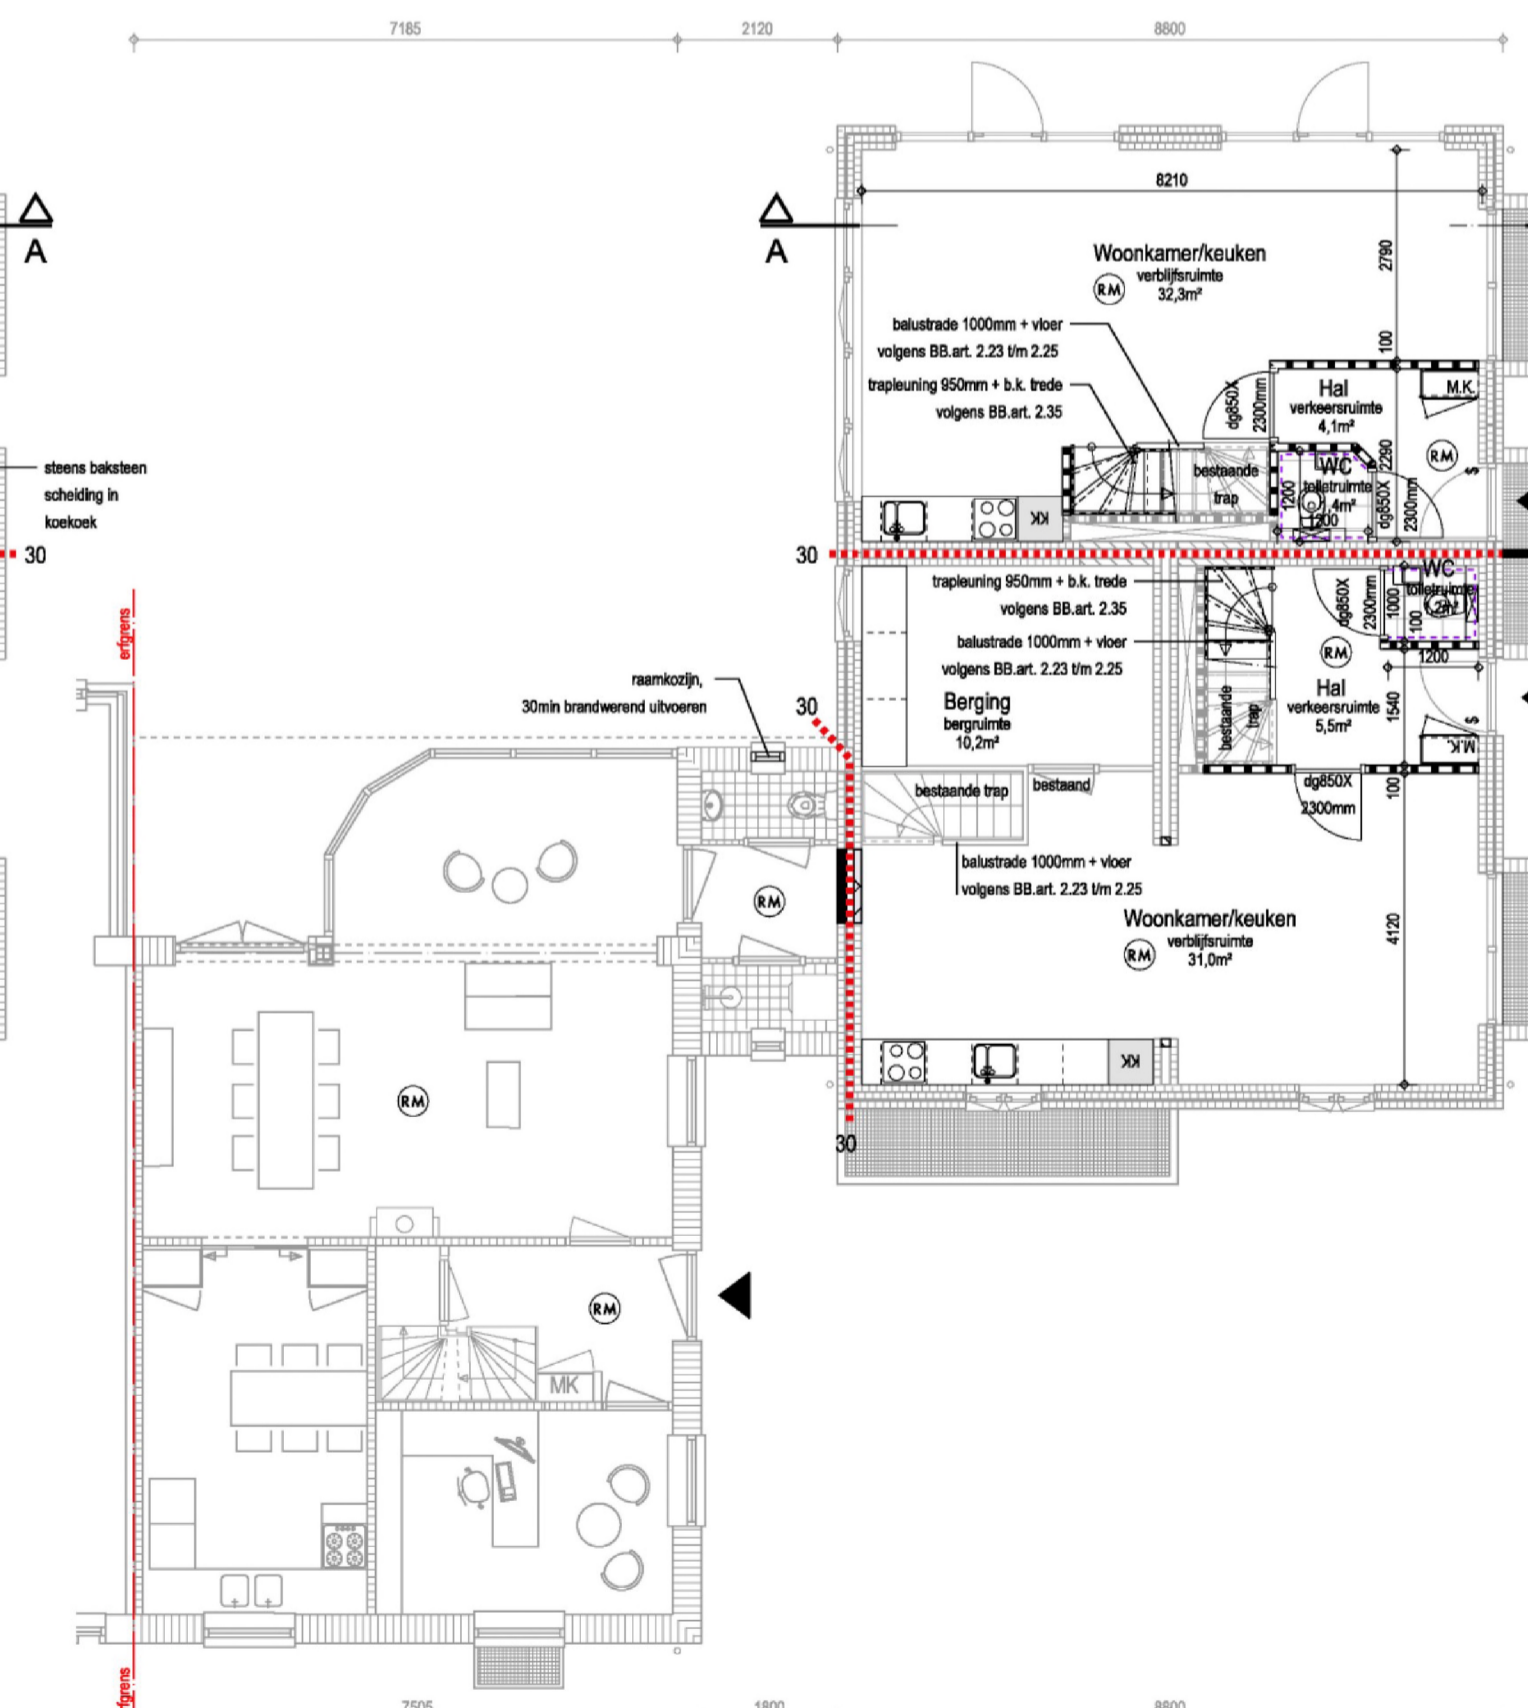 7185
2120
8800
8210
A
A
Woonkamer/keuken
verblijfsruimte
32,3m²
RM
2790
100
balustrade 1000mm + vloer
volgens BB.art. 2.23 t/m 2.25
trapleuning 950mm + b.k. trede
volgens BB.art. 2.35
dg850X
2300mm
Hal
verkeersruimte
4,1m²
M.K.
RM
2290
bestaande
trap
WC
toiletruimte
1200
1200
dg850X
2300mm
KK
steens baksteen
scheiding in
koekoek
30
30
erfgrens
trapleuning 950mm + b.k. trede
volgens BB.art. 2.35
balustrade 1000mm + vloer
volgens BB.art. 2.23 t/m 2.25
dg850X
2300mm
1000
100
WC
toiletruimte
1,2m²
1200
RM
Hal
verkeersruimte
5,5m²
1540
M.K.
bestaande
trap
raamkozijn,
30min brandwerend uitvoeren
30
Berging
bergruimte
10,2m²
bestaande trap
bestaand
dg850X
2300mm
100
balustrade 1000mm + vloer
volgens BB.art. 2.23 t/m 2.25
RM
Woonkamer/keuken
verblijfsruimte
31,0m²
RM
4120
KK
30
RM
RM
MK
erfgrens
7505
1800
8800